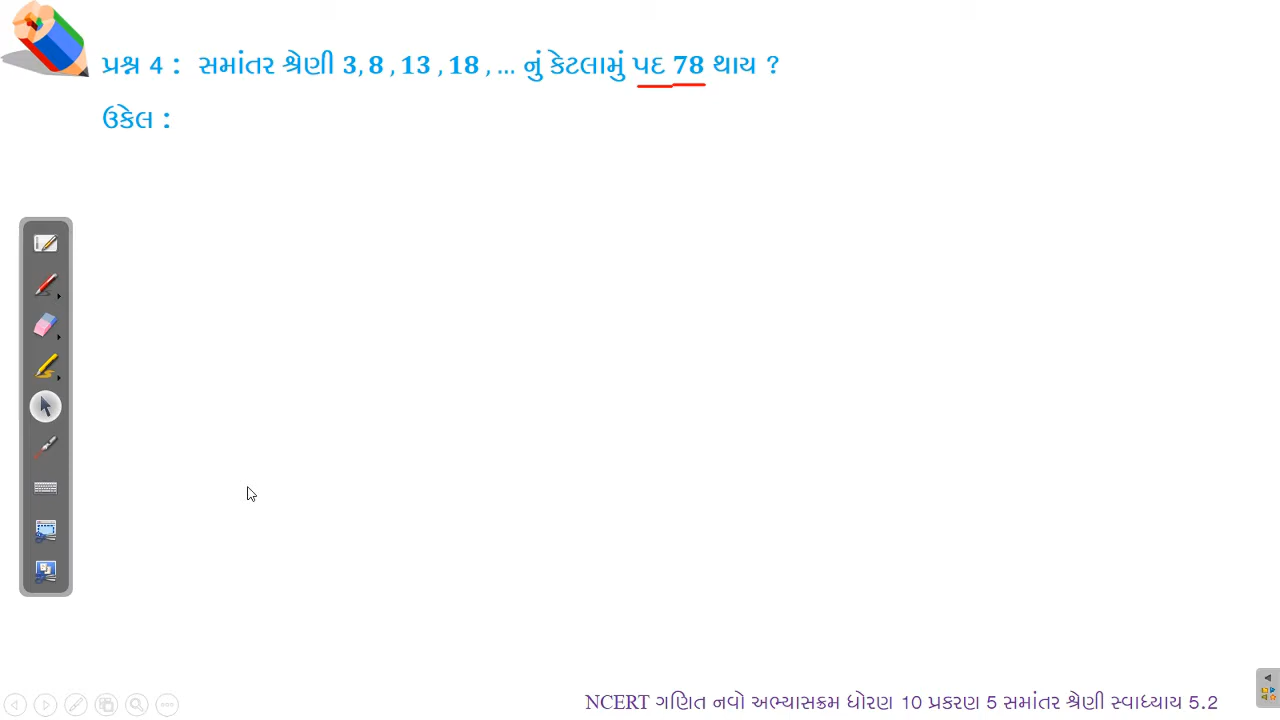 પ્રશ્ન 4 : સમાંતર શ્રેણી 3, 8 , 13 , 18 , ... નું કેટલામું પદ 78 થાય ?
ઉકેલ :
NCERT ગણિત નવો અભ્યાસક્રમ ધોરણ 10 પ્રકરણ 5 સમાંતર શ્રેણી સ્વાધ્યાય 5.2